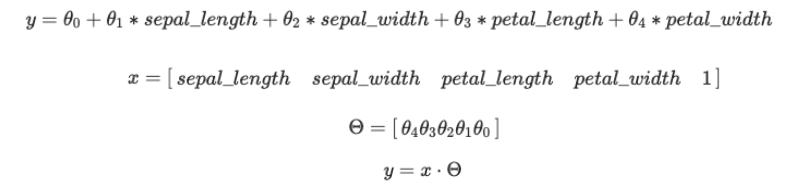 y = θ₀ + θ₁ * sepal_length + θ₂ * sepal_width + θ₃ * petal_length + θ₄ * petal_width
x = [ sepal_length sepal_width petal_length petal_width 1 ]
Θ = [ θ₄θ₃θ₂θ₁θ₀ ]
y = x · Θ